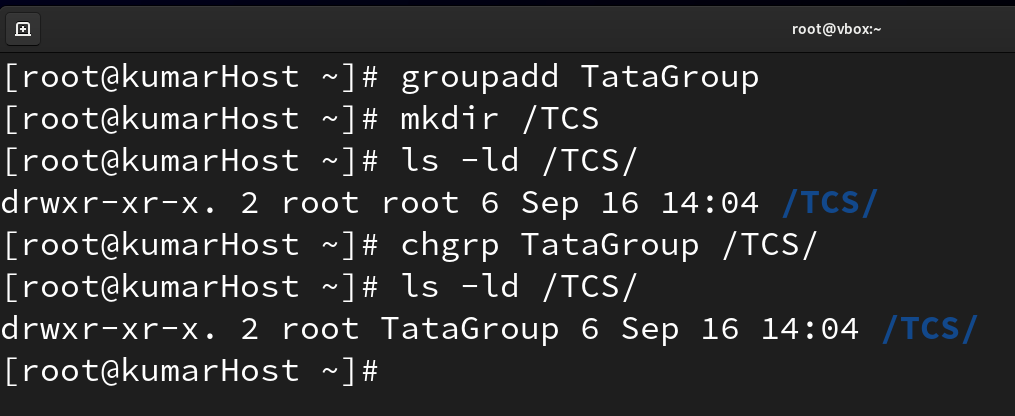 root@vbox:~
[root@kumarHost ~]# groupadd TataGroup
[root@kumarHost ~]# mkdir /TCS
[root@kumarHost ~]# ls -ld /TCS/
drwxr-xr-x. 2 root root 6 Sep 16 14:04 /TCS/
[root@kumarHost ~]# chgrp TataGroup /TCS/
[root@kumarHost ~]# ls -ld /TCS/
drwxr-xr-x. 2 root TataGroup 6 Sep 16 14:04 /TCS/
[root@kumarHost ~]#